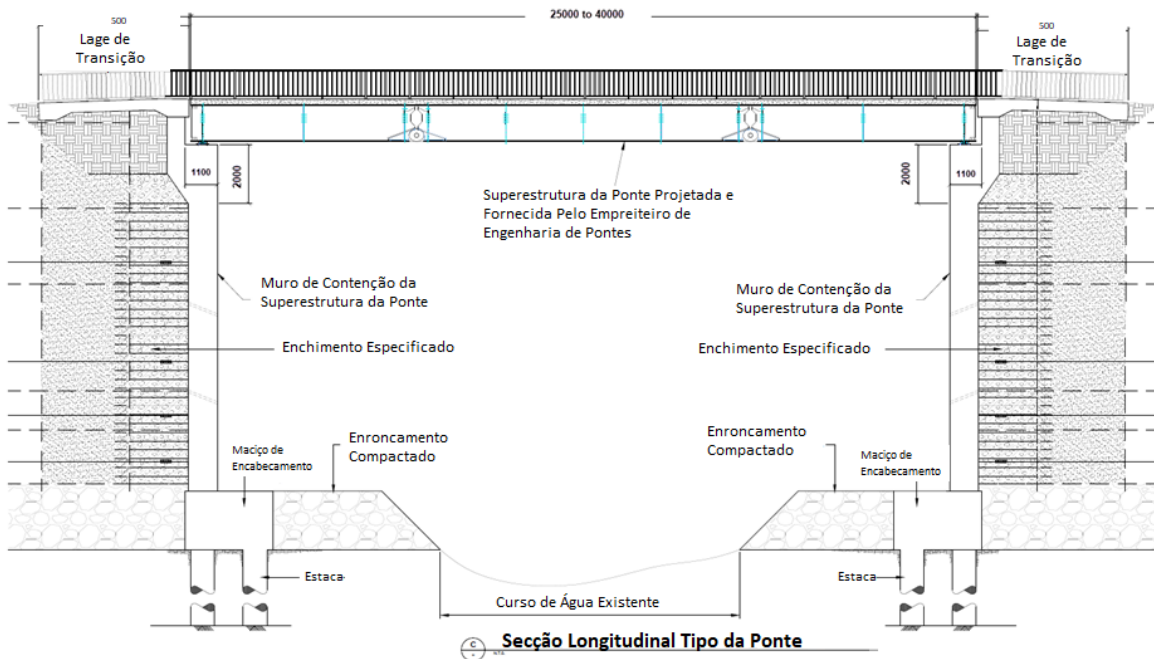 25000 to 40000
500
Lage de
Transição
500
Lage de
Transição
1100
2000
2000
1100
Superestrutura da Ponte Projetada e
Fornecida Pelo Empreiteiro de
Engenharia de Pontes
Muro de Contenção da
Superestrutura da Ponte
Muro de Contenção da
Superestrutura da Ponte
Enchimento Especificado
Enchimento Especificado
Enroncamento
Compactado
Enroncamento
Compactado
Maciço de
Encabecamento
Maciço de
Encabecamento
Estaca
Estaca
Curso de Água Existente
C
Secção Longitudinal Tipo da Ponte
N.T.S.